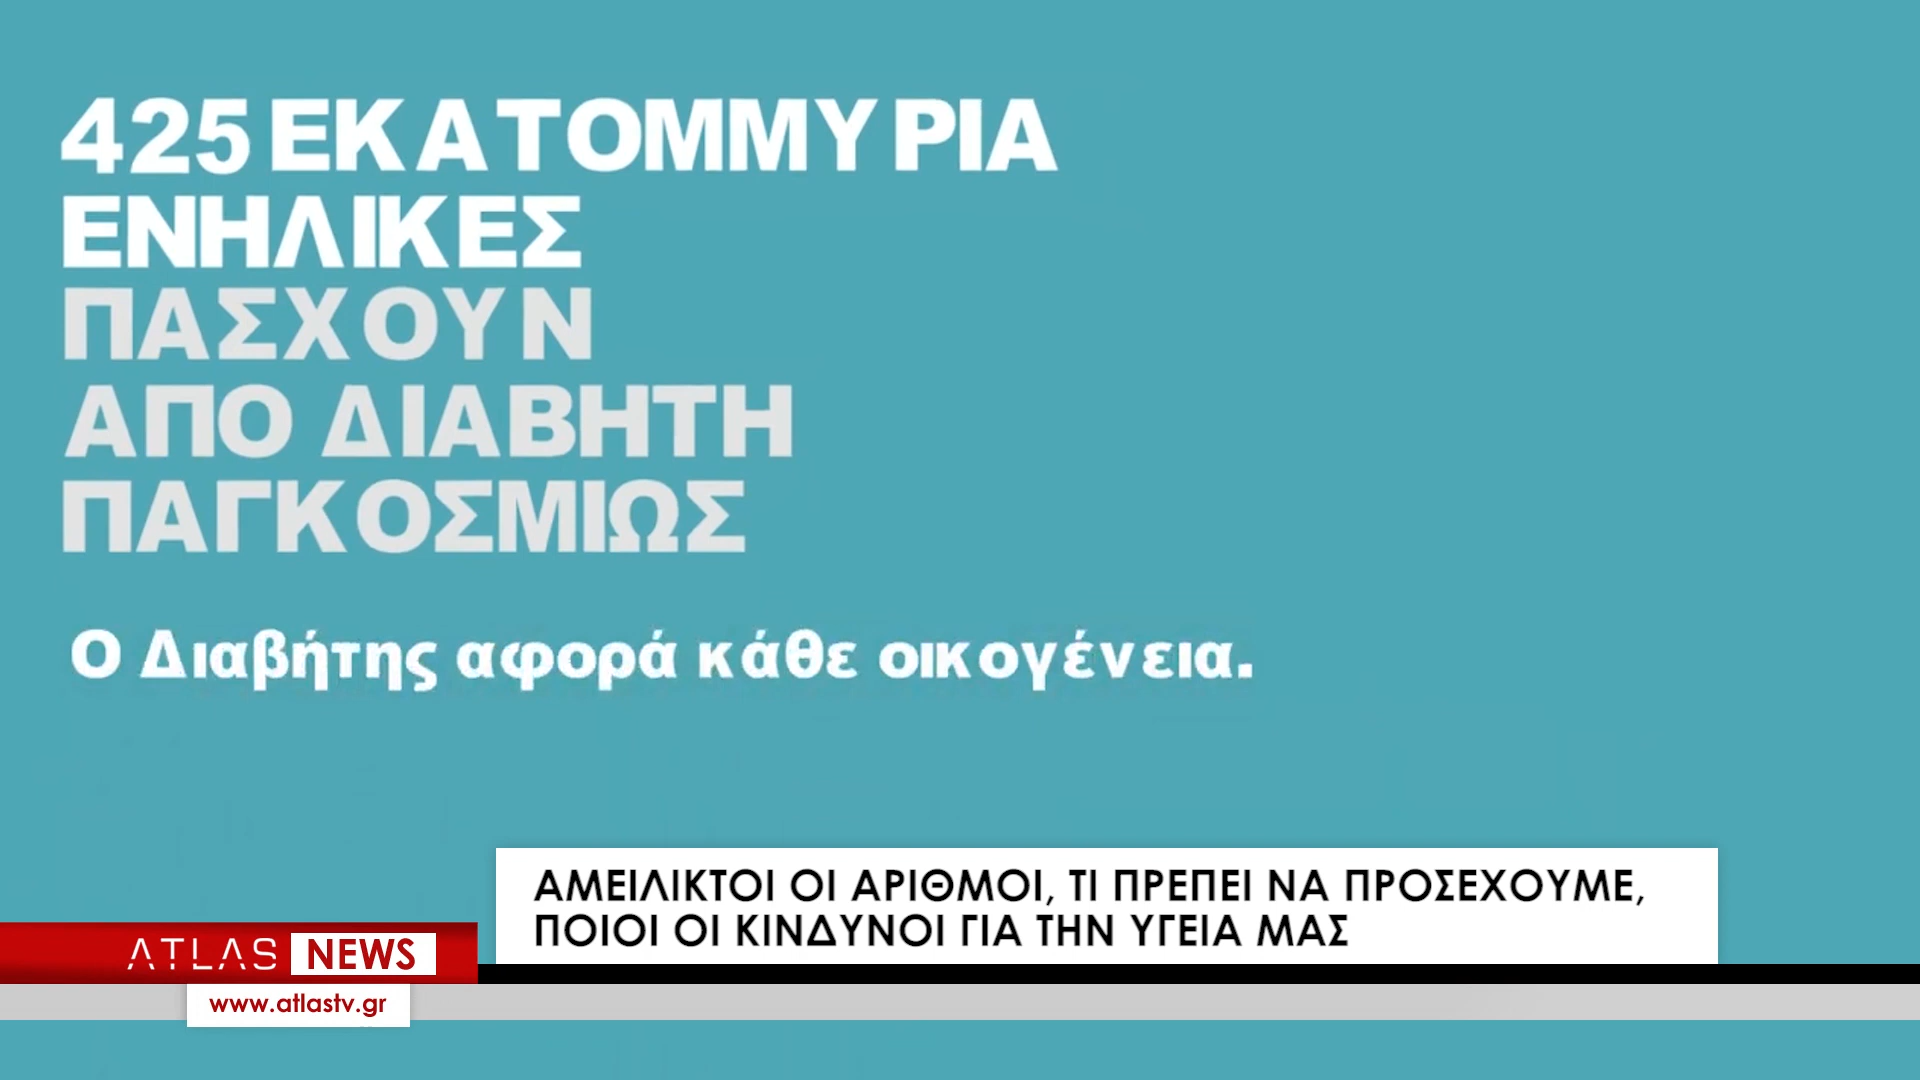 425 ΕΚΑΤΟΜΜΥΡΙΑ
ΕΝΗΛΙΚΕΣ
ΠΑΣΧΟΥΝ
ΑΠΟ ΔΙΑΒΗΤΗ
ΠΑΓΚΟΣΜΙΩΣ
Ο Διαβήτης αφορά κάθε οικογένεια.
ΑΜΕΙΛΙΚΤΟΙ ΟΙ ΑΡΙΘΜΟΙ, ΤΙ ΠΡΕΠΕΙ ΝΑ ΠΡΟΣΕΧΟΥΜΕ,
ΠΟΙΟΙ ΟΙ ΚΙΝΔΥΝΟΙ ΓΙΑ ΤΗΝ ΥΓΕΙΑ ΜΑΣ
ATLAS NEWS
www.atlastv.gr